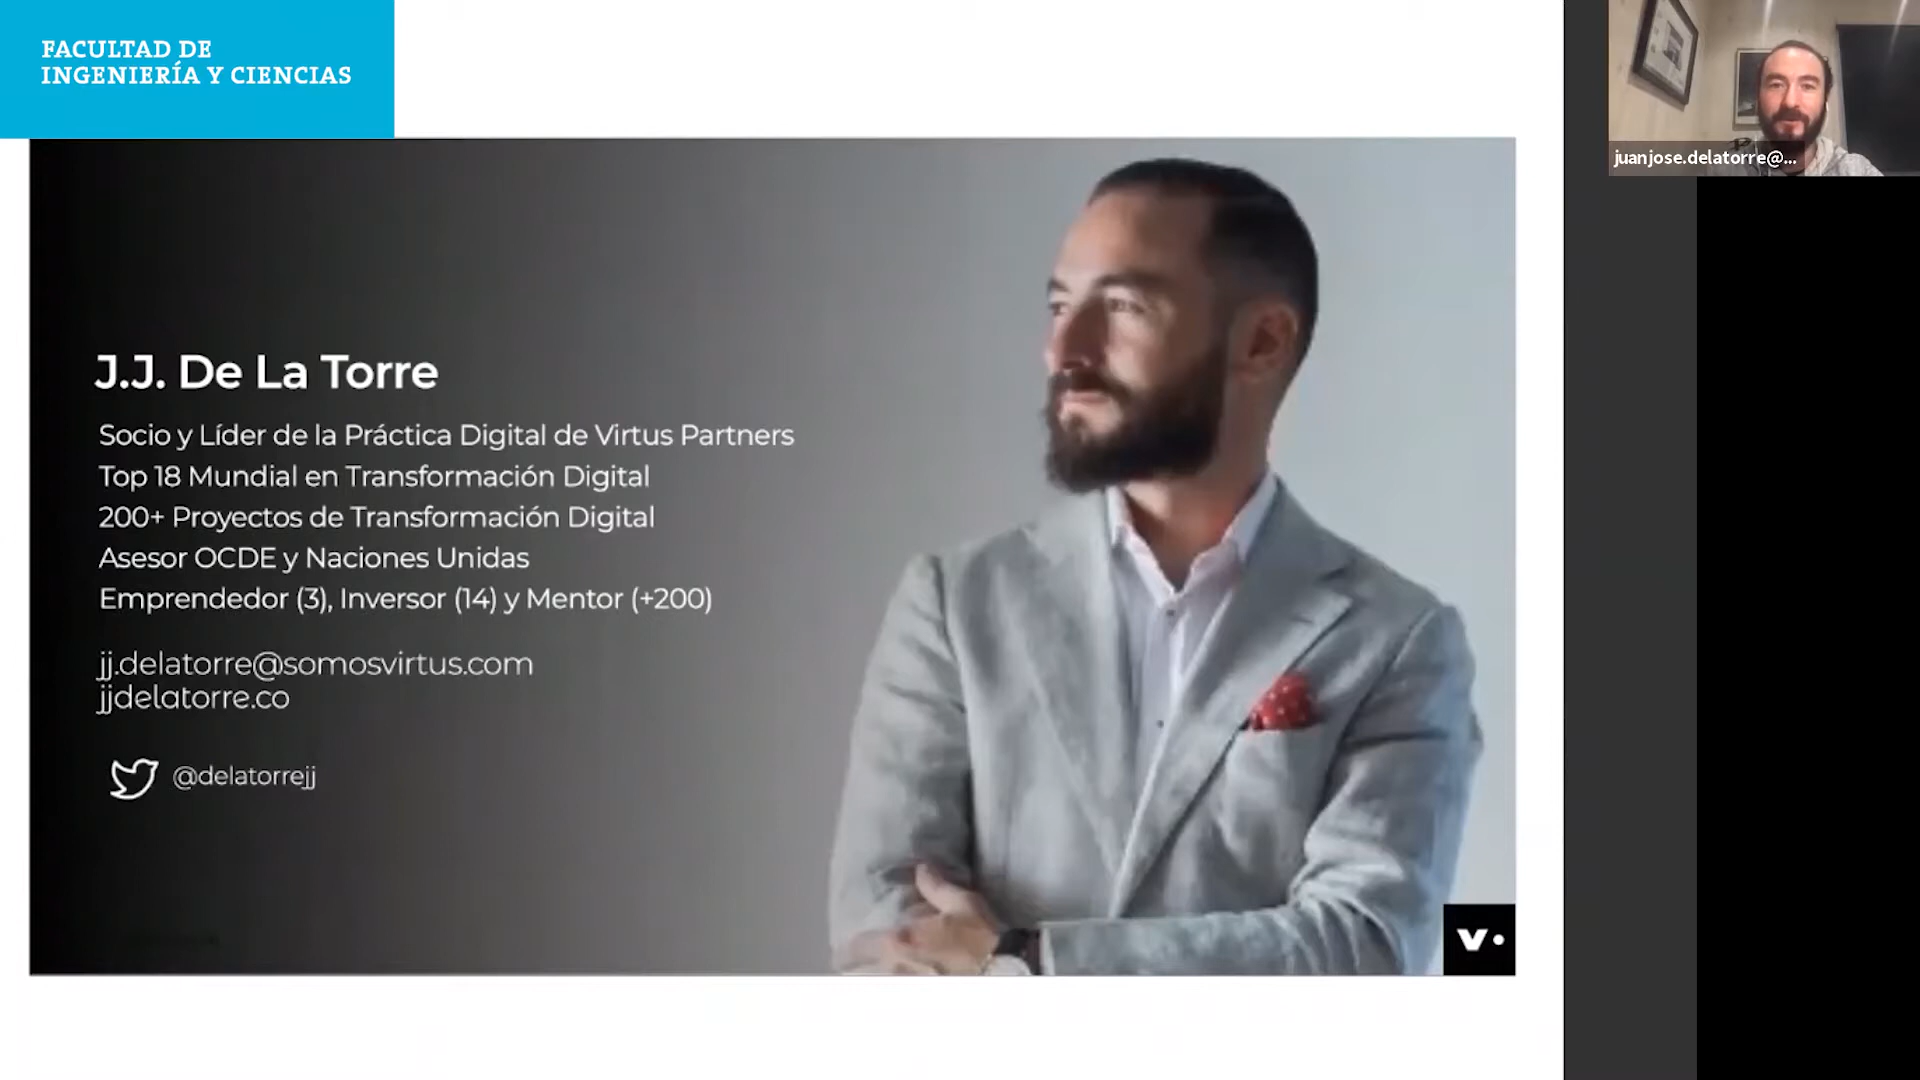 FACULTAD DE
INGENIERÍA Y CIENCIAS
juanjose.delatorre@...
J.J. De La Torre
Socio y Líder de la Práctica Digital de Virtus Partners
Top 18 Mundial en Transformación Digital
200+ Proyectos de Transformación Digital
Asesor OCDE y Naciones Unidas
Emprendedor (3), Inversor (14) y Mentor (+200)
jj.delatorre@somosvirtus.com
jjdelatorre.co
@delatorrejj
v.